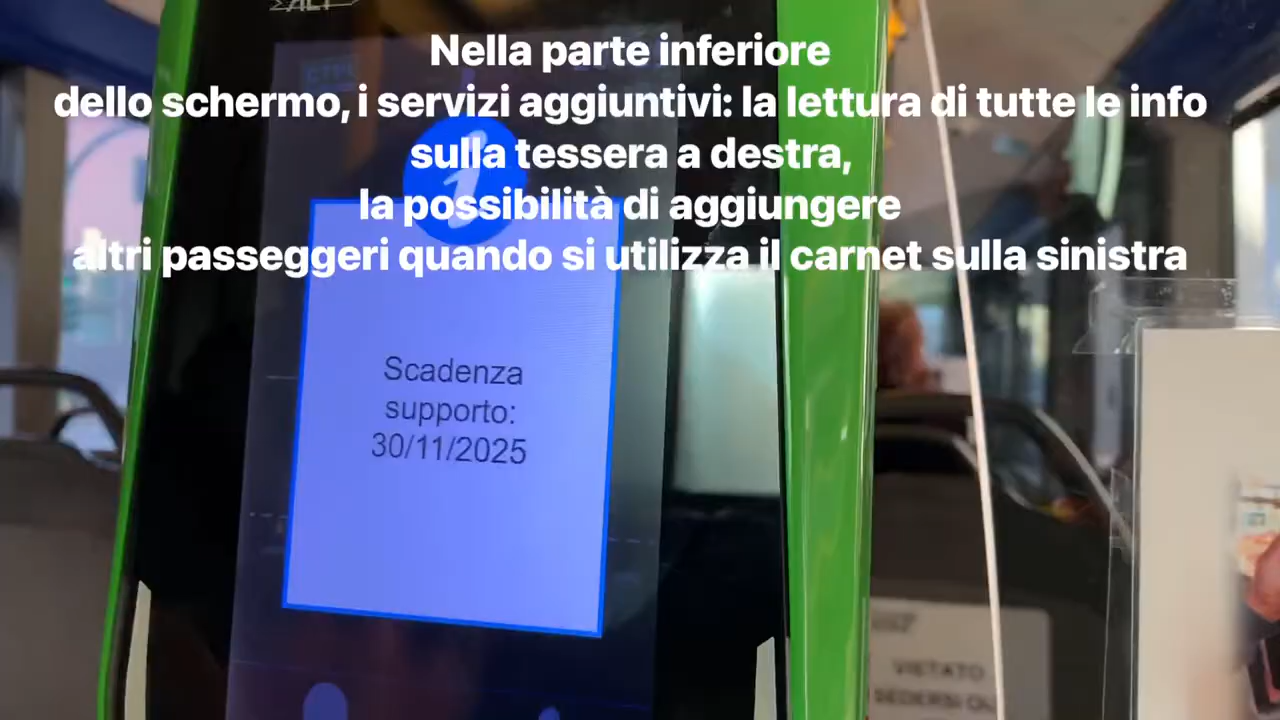 Nella parte inferiore
dello schermo, i servizi aggiuntivi: la lettura di tutte le info
sulla tessera a destra,
la possibilità di aggiungere
altri passeggeri quando si utilizza il carnet sulla sinistra
i
Scadenza
supporto:
30/11/2025
VIETATO
SEDERSI